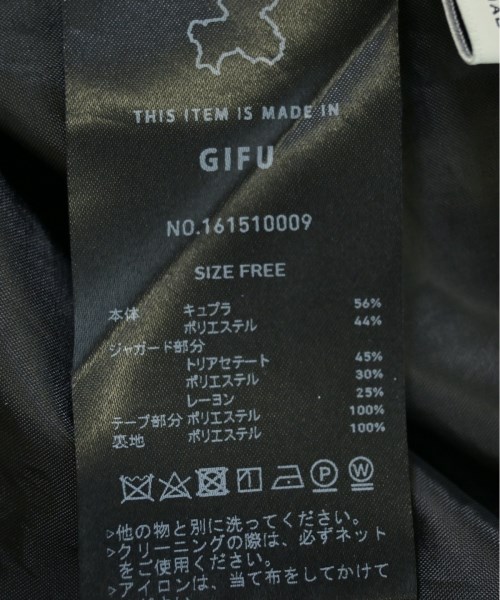 THIS ITEM IS MADE IN
GIFU
NO.161510009
SIZE FREE
本体 キュプラ 56%
ポリエステル 44%
ジャガード部分
トリアセテート 45%
ポリエステル 30%
レーヨン 25%
テープ部分 ポリエステル 100%
裏地 ポリエステル 100%
P W
>他の物と別に洗ってください。
>クリーニングの際は、必ずネット
をご使用ください。
>アイロンは、当て布をしてかけて